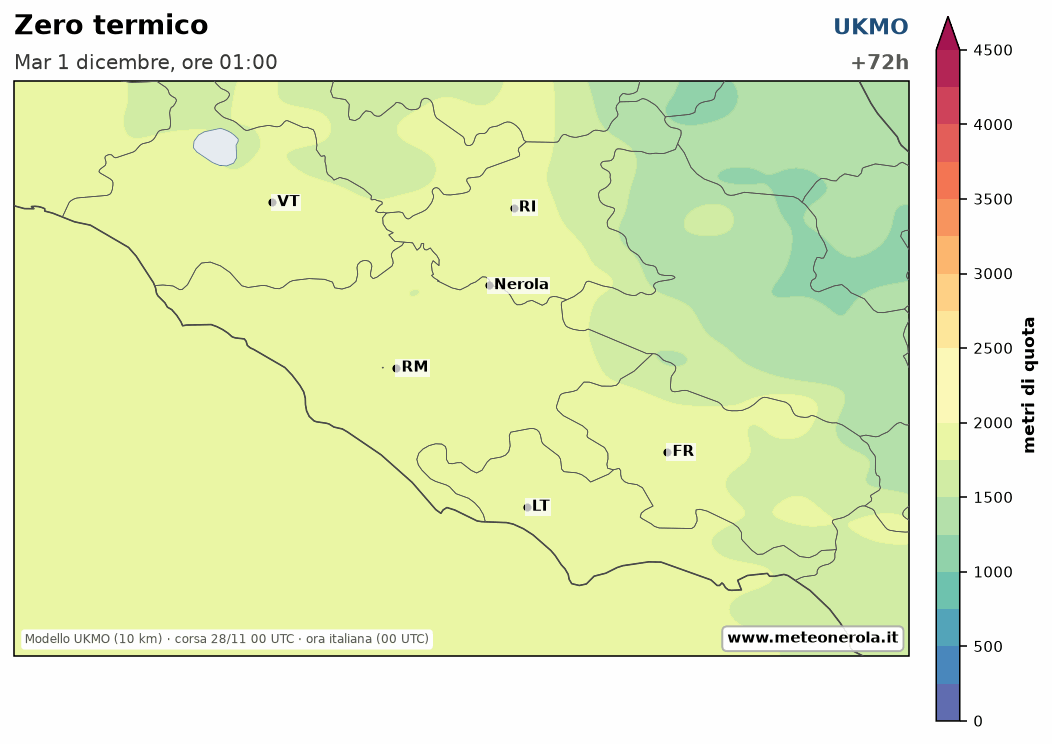 Zero termico
UKMO
Mar 1 dicembre, ore 01:00
+72h
VT
RI
Nerola
RM
FR
LT
Modello UKMO (10 km) · corsa 28/11 00 UTC · ora italiana (00 UTC)
www.meteonerola.it
4500
4000
3500
3000
2500
2000
1500
1000
500
0
metri di quota